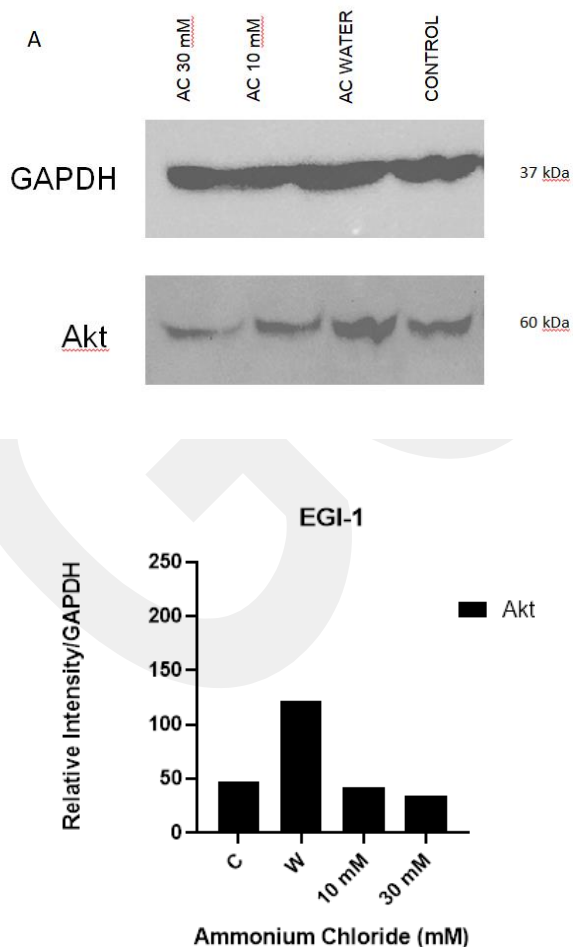 A
AC 30 mM
AC 10 mM
AC WATER
CONTROL
GAPDH
37 kDa
Akt
60 kDa
EGI-1
Relative Intensity/GAPDH
250
200
150
100
50
0
Akt
C
W
10 mM
30 mM
Ammonium Chloride (mM)